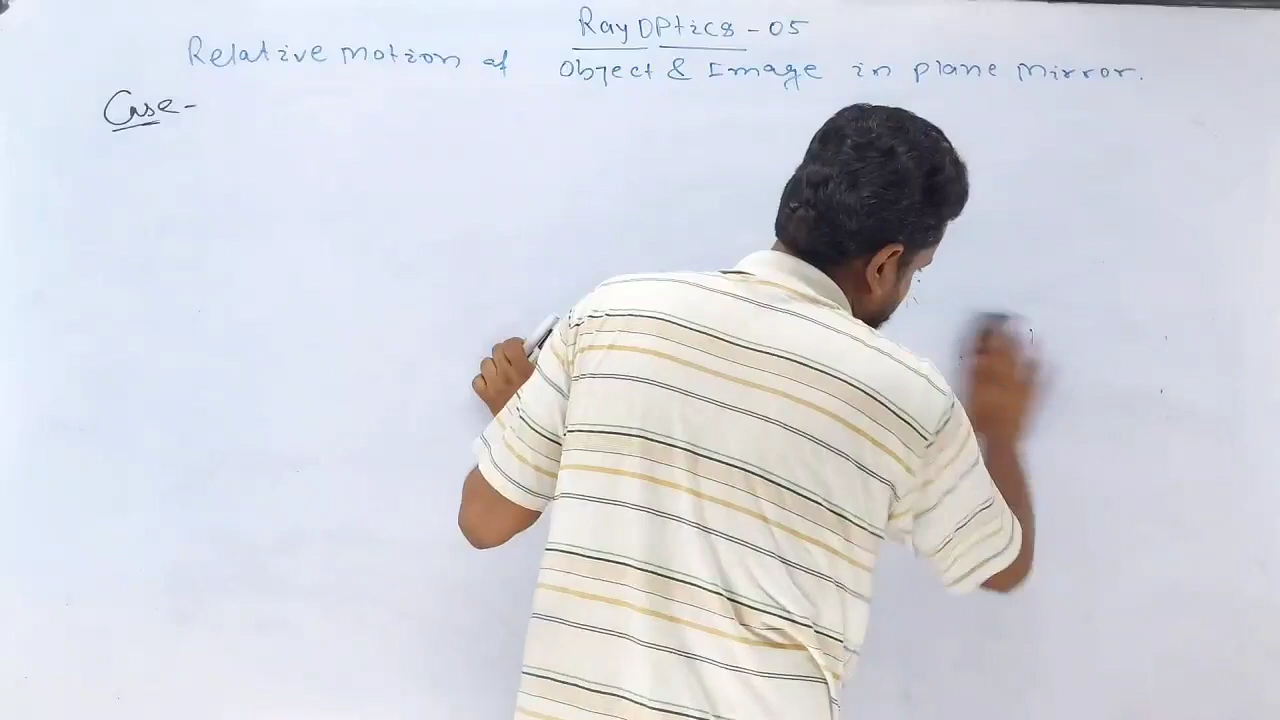 Ray Optics - 05
Relative Motion of Object & Image in plane Mirror.
Case -